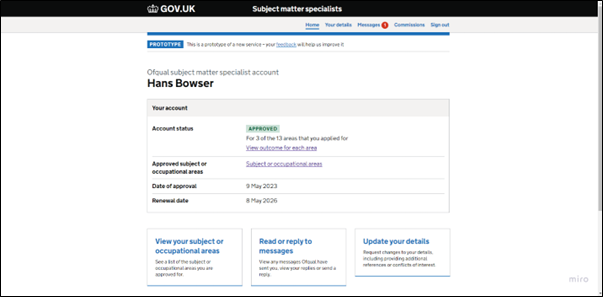 GOV.UK Subject matter specialists
Home Your details Messages 1 Commissions Sign out
PROTOTYPE This is a prototype of a new service – your feedback will help us improve it
Ofqual subject matter specialist account
Hans Bowser
Your account
Account status APPROVED
For 3 of the 13 areas that you applied for
View outcome for each area
Approved subject or occupational areas Subject or occupational areas
Date of approval 9 May 2023
Renewal date 8 May 2026
View your subject or occupational areas
See a list of the subject or occupational areas you are approved for.
Read or reply to messages
View any messages Ofqual have sent you, view your replies or send a reply.
Update your details
Request changes to your details, including providing additional references or conflicts of interest.
miro